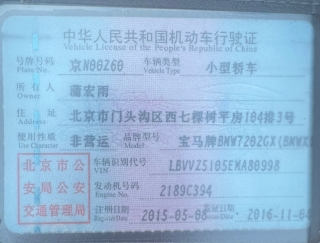 中华人民共和国机动车行驶证
Vehicle License of the People's Republic of China
号牌号码 京N00Z60 车辆类型 小型轿车
Plate No. Vehicle Type
所有人 蒲宏雨
Owner
住址 北京市门头沟区西七棵树平房104排3号
Address
使用性质 非营运 品牌型号 宝马牌BMW7202GX(BMW
Use Character
北京市公安局公安交通管理局
车辆识别代号 LBVVZ5105EMA80998
VIN
发动机号码 2189C394
Engine No.
注册日期 2015-05-08 发证日期 2016-11-04
Register Date